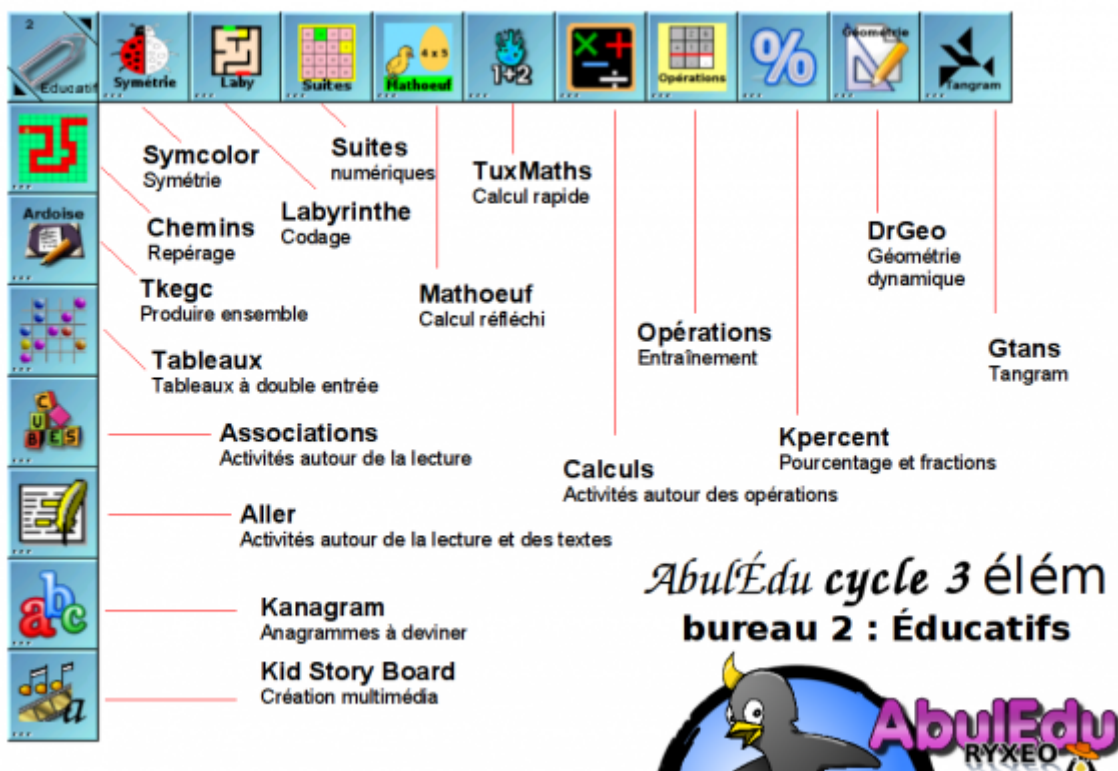 2
Educatif
Symétrie
Laby
Suites
4 x 5
Mathoeuf
1+2
Opérations
%
Géométrie
Tangram
Ardoise
CUBES
abc
a
Symcolor
Symétrie
Suites
numériques
TuxMaths
Calcul rapide
Labyrinthe
Codage
Chemins
Repérage
DrGeo
Géométrie
dynamique
Tkegc
Produire ensemble
Mathoeuf
Calcul réfléchi
Opérations
Entraînement
Gtans
Tangram
Tableaux
Tableaux à double entrée
Associations
Activités autour de la lecture
Kpercent
Pourcentage et fractions
Calculs
Activités autour des opérations
Aller
Activités autour de la lecture et des textes
AbulÉdu cycle 3 élém
bureau 2 : Éducatifs
Kanagram
Anagrammes à deviner
Kid Story Board
Création multimédia
AbulEdu
RYXEO